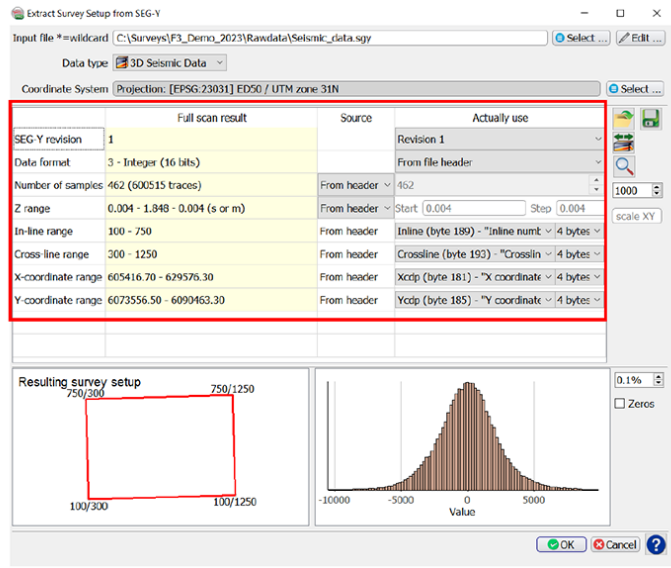 Extract Survey Setup from SEG-Y
Input file *=wildcard C:\Surveys\F3_Demo_2023\Rawdata\Seismic_data.sgy Select ... Edit ...
Data type 3D Seismic Data
Coordinate System Projection: [EPSG:23031] ED50 / UTM zone 31N Select ...
Full scan result Source Actually use
SEG-Y revision 1 Revision 1
Data format 3 - Integer (16 bits) From file header
Number of samples 462 (600515 traces) From header 462
1000
Z range 0.004 - 1.848 - 0.004 (s or m) From header Start 0.004 Step 0.004
scale XY
In-line range 100 - 750 From header Inline (byte 189) - "Inline numb 4 bytes
Cross-line range 300 - 1250 From header Crossline (byte 193) - "Crosslin 4 bytes
X-coordinate range 605416.70 - 629576.30 From header Xcdp (byte 181) - "X coordinate 4 bytes
Y-coordinate range 6073556.50 - 6090463.30 From header Ycdp (byte 185) - "Y coordinate 4 bytes
Resulting survey setup
750/300 750/1250
100/300 100/1250
0.1%
Zeros
-10000 -5000 0 5000
Value
OK Cancel ?